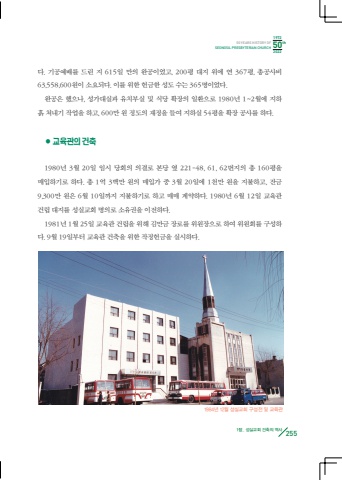 1972
50th
2022
50 YEARS HISTORY OF
SEONGSIL PRESBYTERIAN CHURCH
다. 기공예배를 드린 지 615일 만의 완공이었고, 200평 대지 위에 연 367평, 총공사비
63,558,600원이 소요되다. 이를 위한 헌금한 성도 수는 365명이었다.
완공은 했으나, 성가대실과 유치부실 및 식당 확장의 일환으로 1980년 1~2월에 지하
흙 쳐내기 작업을 하고, 600만 원 정도의 재정을 들여 지하실 54평을 확장 공사를 하다.
● 교육관의 건축
1980년 3월 20일 임시 당회의 의결로 본당 옆 221-48, 61, 62번지의 총 160평을
매입하기로 하다. 총 1억 3백만 원의 매입가 중 3월 20일에 1천만 원을 지불하고, 잔금
9,300만 원은 6월 10일까지 지불하기로 하고 매매 계약하다. 1980년 6월 12일 교육관
건립 대지를 성실교회 명의로 소유권을 이전하다.
1981년 1월 25일 교육관 건립을 위해 김만금 장로를 위원장으로 하여 위원회를 구성하
다. 9월 19일부터 교육관 건축을 위한 작정헌금을 실시하다.
1984년 12월 성실교회 구성전 및 교육관
7장 . 성실교회 건축의 역사
255